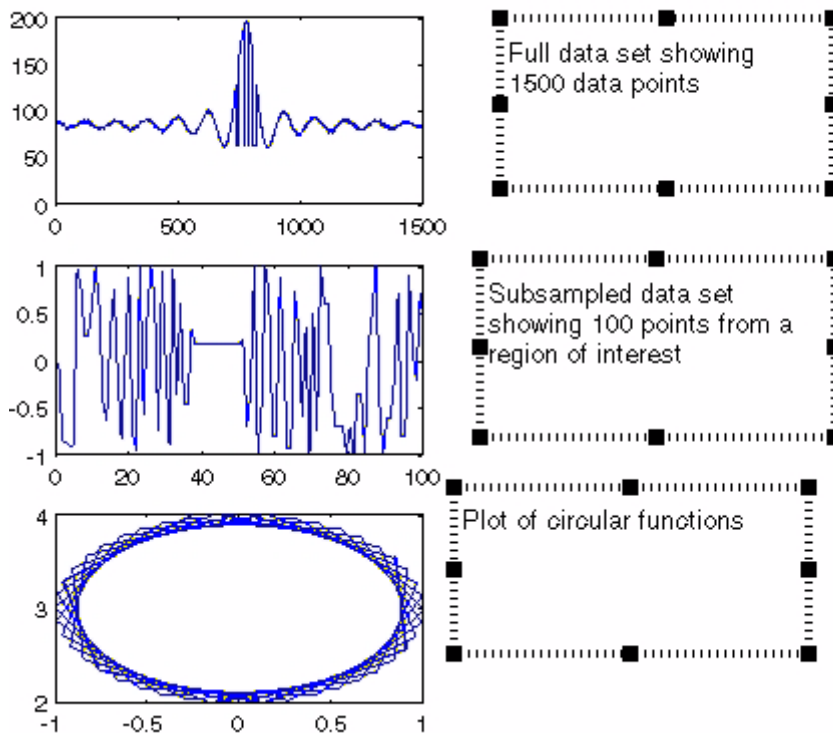 200
150
100
50
0
0 500 1000 1500
Full data set showing
1500 data points
1
0.5
0
-0.5
-1
0 20 40 60 80 100
Subsampled data set
showing 100 points from a
region of interest
4
3
2
-1 -0.5 0 0.5 1
Plot of circular functions